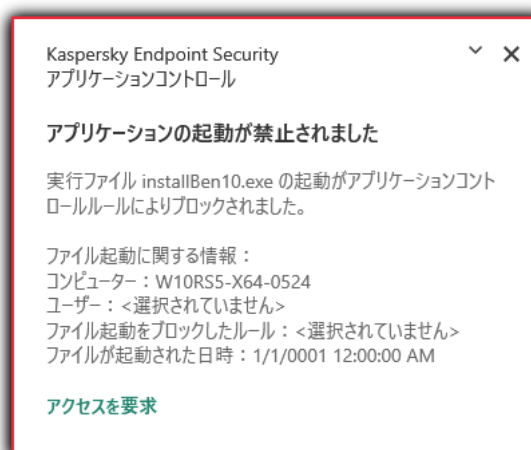 Kaspersky Endpoint Security
アプリケーションコントロール
アプリケーションの起動が禁止されました
実行ファイル installBen10.exe の起動がアプリケーションコント
ロールルールによりブロックされました。
ファイル起動に関する情報：
コンピューター：W10RS5-X64-0524
ユーザー：<選択されていません>
ファイル起動をブロックしたルール：<選択されていません>
ファイルが起動された日時：1/1/0001 12:00:00 AM
アクセスを要求